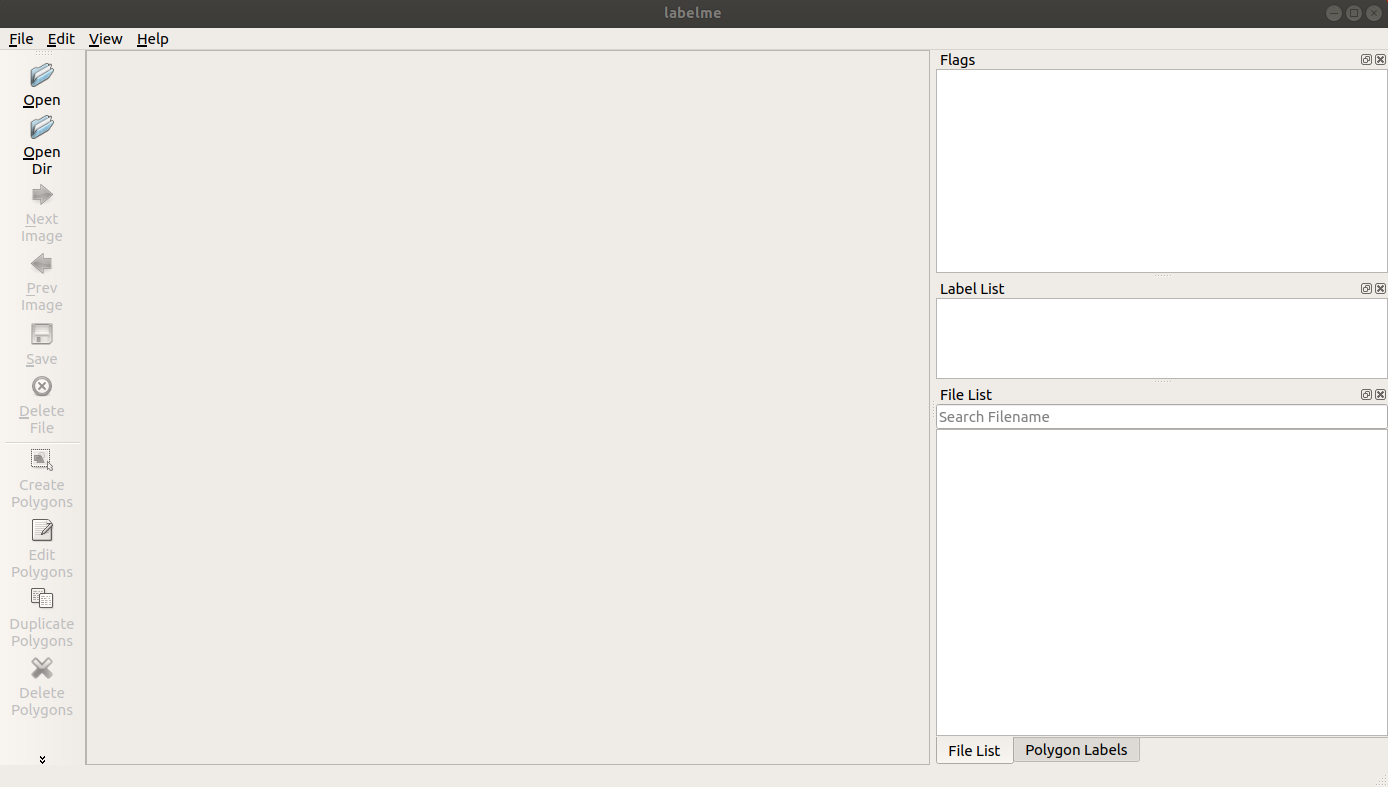 labelme
File Edit View Help
Open
Open
Dir
Next
Image
Prev
Image
Save
Delete
File
Create
Polygons
Edit
Polygons
Duplicate
Polygons
Delete
Polygons
Flags
Label List
File List
Search Filename
File List Polygon Labels